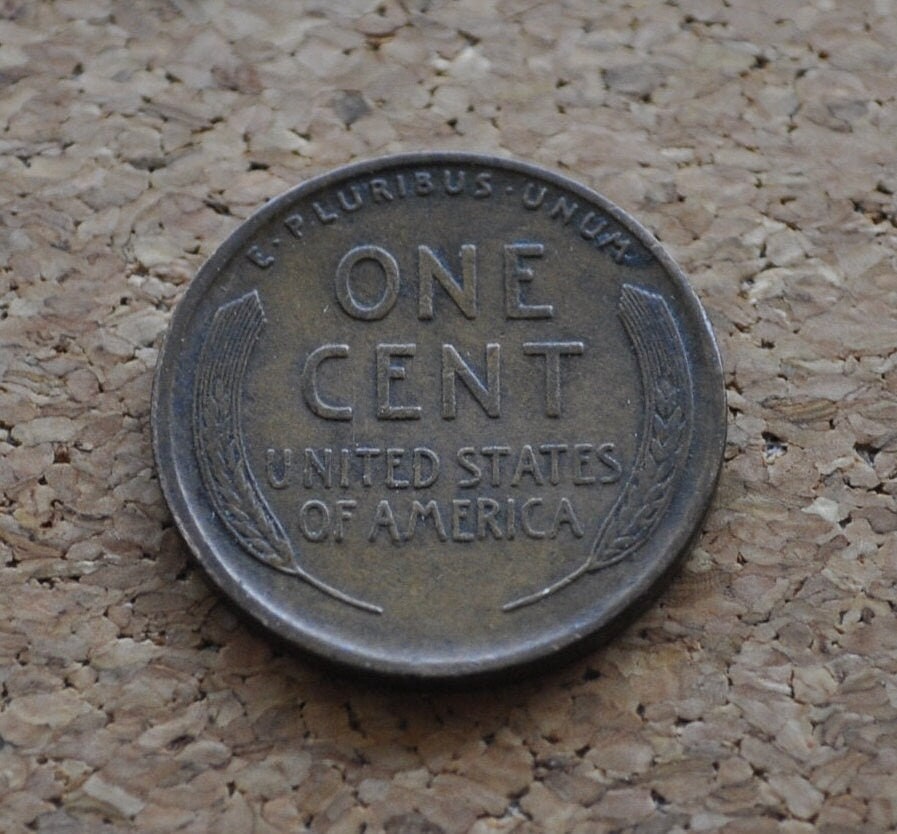 E · PLURIBUS · UNUM
ONE
CENT
UNITED STATES
OF AMERICA